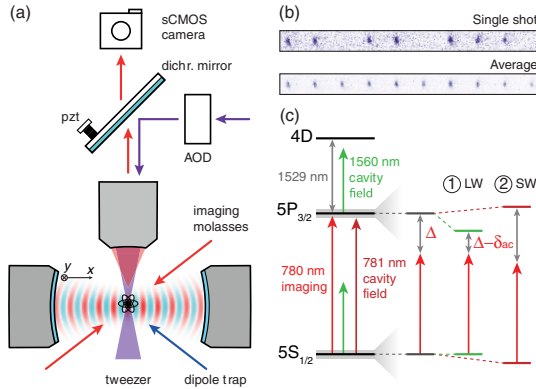 (a)
sCMOS
camera
dichr. mirror
pzt
AOD
imaging
molasses
y
x
tweezer
dipole trap
(b)
Single shot
Average
(c)
4D
1529 nm
1560 nm
cavity
field
5P3/2
1 LW
2 SW
Δ
Δ−δac
780 nm
imaging
781 nm
cavity
field
5S1/2